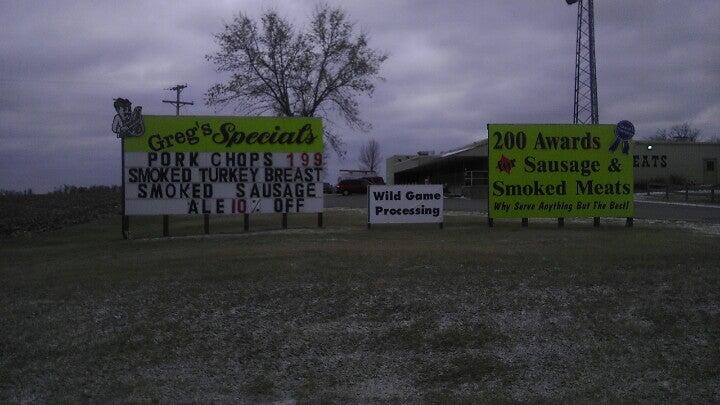 Greg's Specials
PORK CHOPS 199
SMOKED TURKEY BREAST
SMOKED SAUSAGE
ALE 10% OFF
Wild Game
Processing
200 Awards
for Sausage &
Smoked Meats
Why Serve Anything But The Best!
EATS